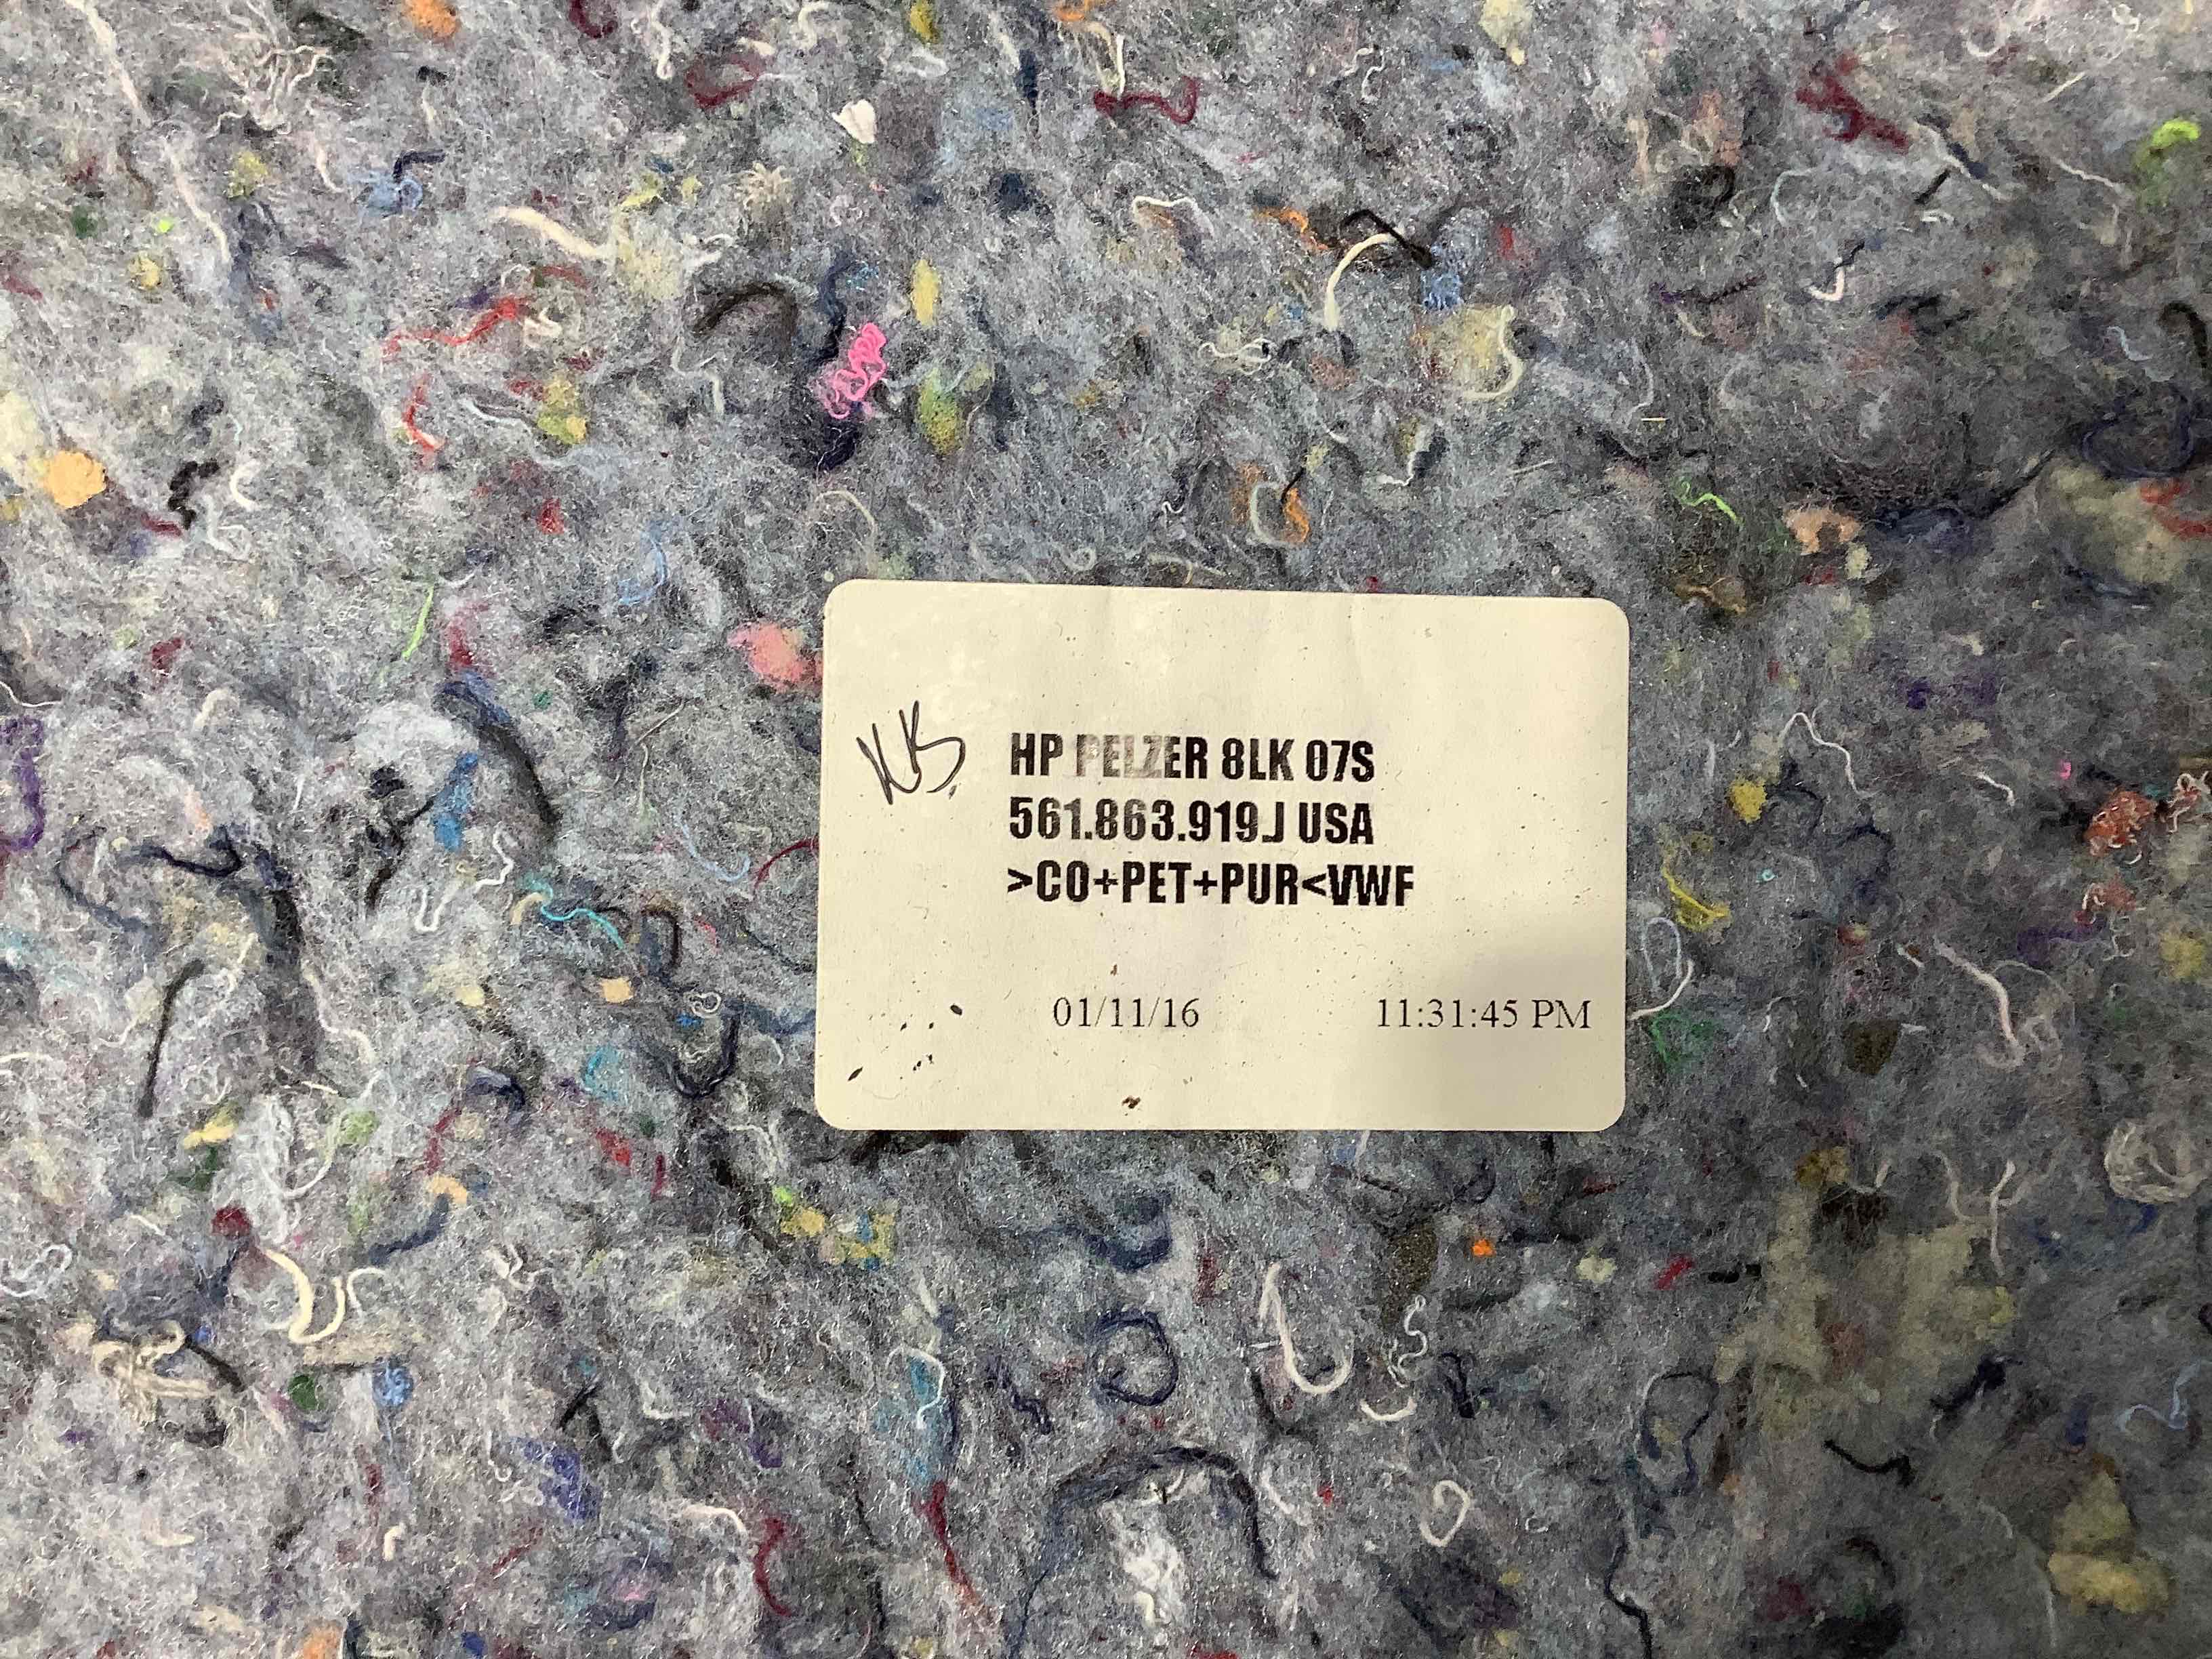 HP PELZER 8LK 07S
561.863.919.J USA
>CO+PET+PUR<VWF
01/11/16 11:31:45 PM